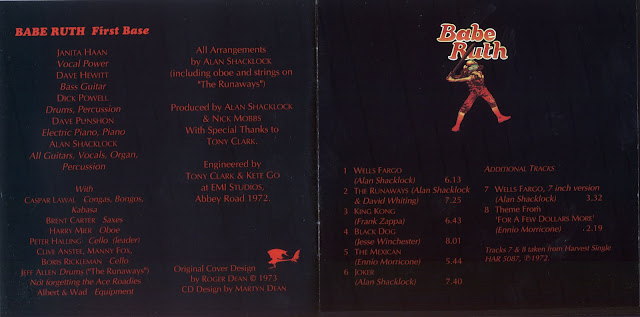 BABE RUTH First Base
JANITA HAAN
Vocal Power
DAVE HEWITT
Bass Guitar
DICK POWELL
Drums, Percussion
DAVE PUNSHON
Electric Piano, Piano
ALAN SHACKLOCK
All Guitars, Vocals, Organ,
Percussion
With
CASPAR LAWAL Congas, Bongos,
Kabasa
BRENT CARTER Saxes
HARRY MIER Oboe
PETER HALLING Cello (leader)
CLIVE ANSTEE, MANNY FOX,
BORIS RICKLEMAN Cello
JEFF ALLEN Drums ("The Runaways")
Not forgetting the Ace Roadies
Albert & Wad Equipment
All Arrangements
by ALAN SHACKLOCK
(including oboe and strings on
"The Runaways")
Produced by ALAN SHACKLOCK
& NICK MOBBS
With Special Thanks to
TONY CLARK.
Engineered by
TONY CLARK & KETE GO
at EMI STUDIOS,
Abbey Road 1972.
Original Cover Design
by ROGER DEAN © 1973
CD Design by MARTYN DEAN
Babe
Ruth
1 WELLS FARGO
(Alan Shacklock) 6.13
2 THE RUNAWAYS (Alan Shacklock
& David Whiting) 7.25
3 KING KONG
(Frank Zappa) 6.43
4 BLACK DOG
(Jesse Winchester) 8.01
5 THE MEXICAN
(Ennio Morricone) 5.44
6 JOKER
(Alan Shacklock) 7.40
ADDITIONAL TRACKS
7 WELLS FARGO, 7 inch version
(Alan Shacklock) 3.32
8 Theme From
'FOR A FEW DOLLARS MORE'
(Ennio Morricone) . 2.19
Tracks 7 & 8 taken from Harvest Single
HAR 5087, ℗1972.